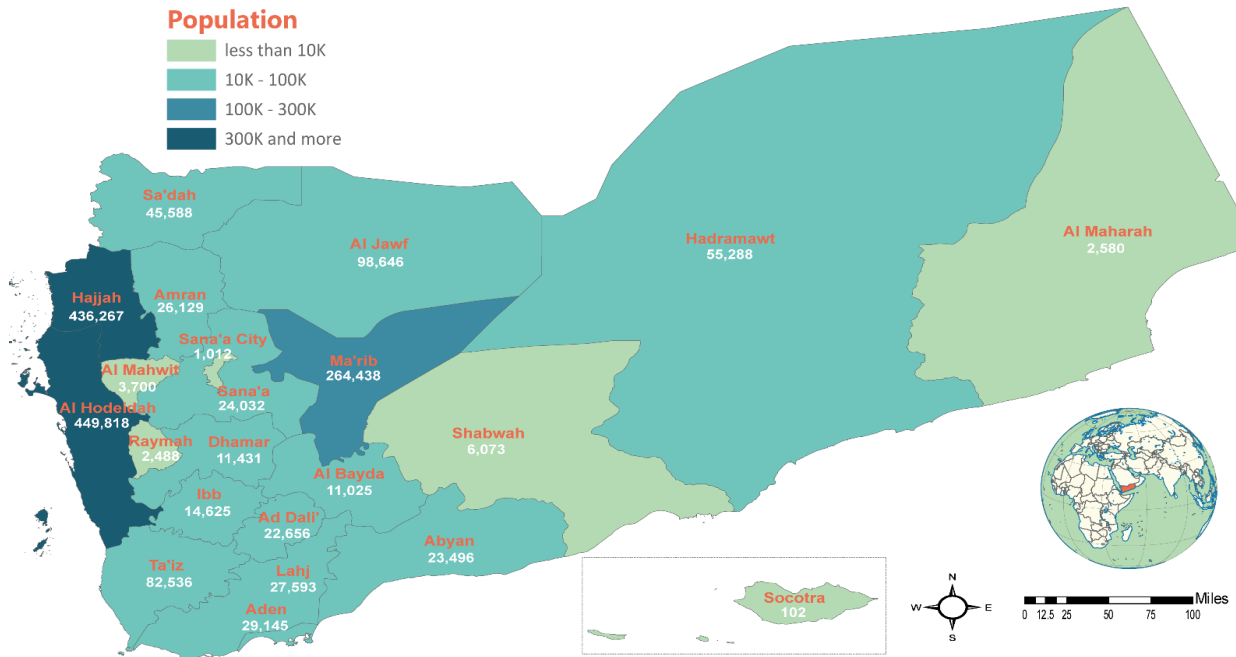 Population
less than 10K
10K - 100K
100K - 300K
300K and more
Sa'dah
45,588
Al Jawf
98,646
Hadramawt
55,288
Al Maharah
2,580
Hajjah
436,267
Amran
26,129
Sana'a City
1,012
Ma'rib
264,438
Al Mahwit
3,700
Sana'a
24,032
Al Hodeidah
449,818
Raymah
2,488
Dhamar
11,431
Shabwah
6,073
Al Bayda
11,025
Ibb
14,625
Ad Dali'
22,656
Abyan
23,496
Ta'iz
82,536
Lahj
27,593
Aden
29,145
Socotra
102
N
W E
S
Miles
0 12.5 25 50 75 100